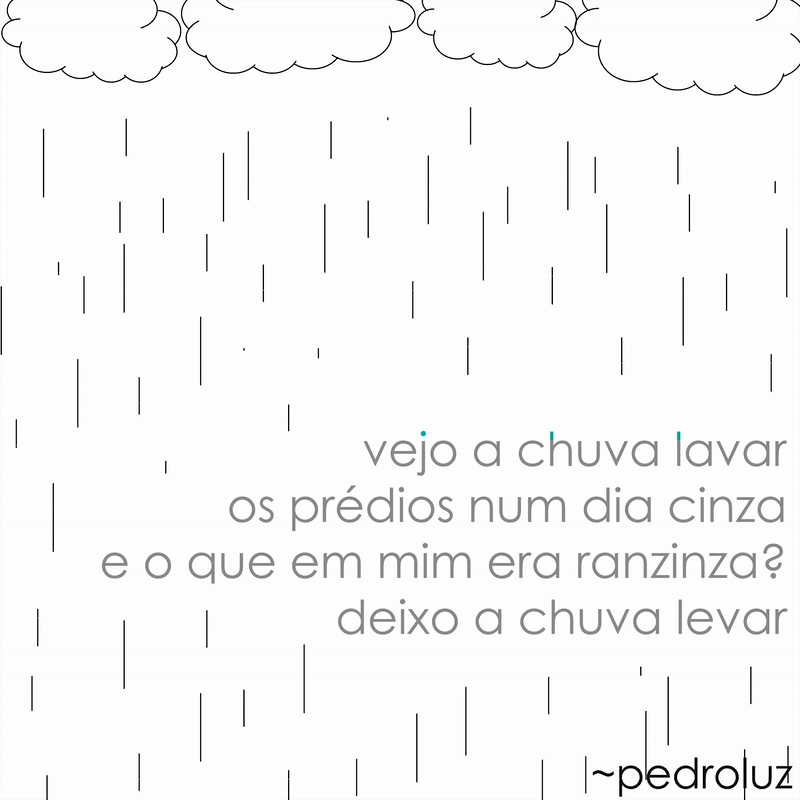 vejo a chuva lavar
os prédios num dia cinza
e o que em mim era ranzinza?
deixo a chuva levar
~pedroluz